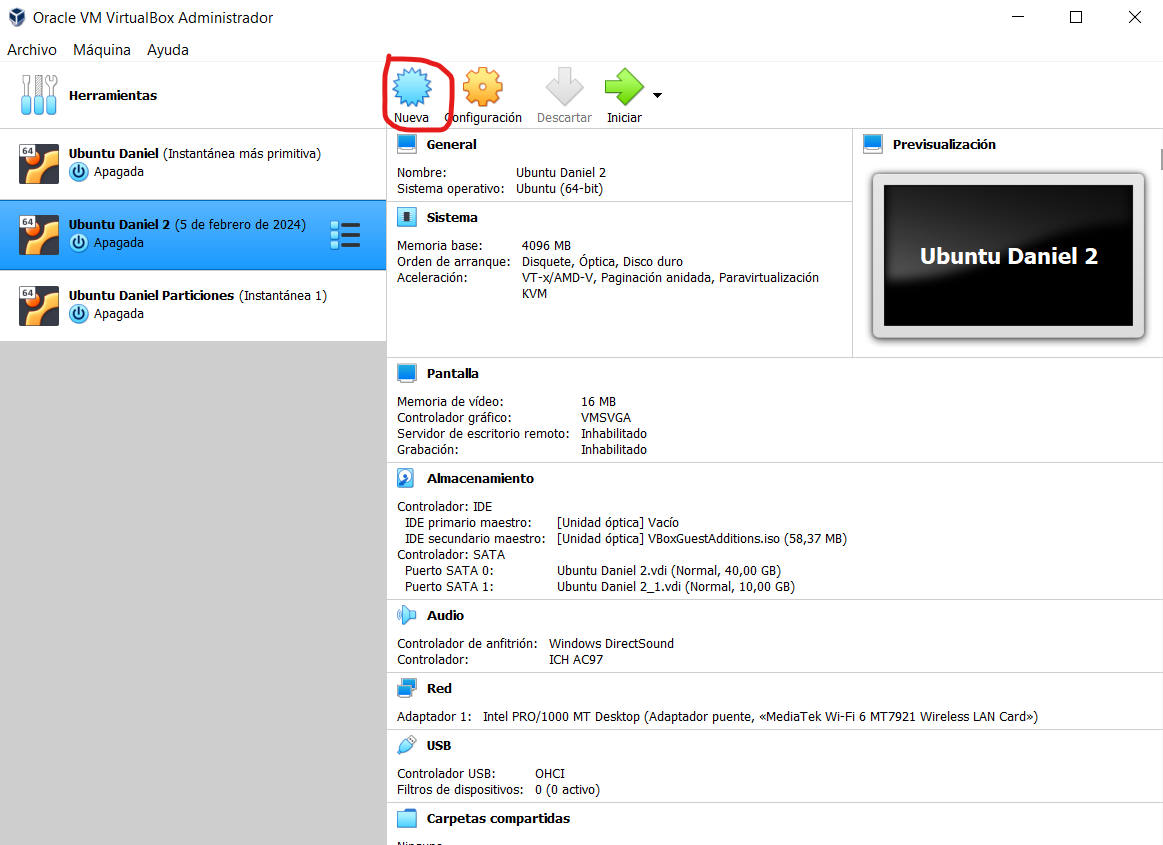 Oracle VM VirtualBox Administrador
Archivo Máquina Ayuda
Herramientas
Nueva Configuración Descartar Iniciar
64 Ubuntu Daniel (Instantánea más primitiva)
Apagada
64 Ubuntu Daniel 2 (5 de febrero de 2024)
Apagada
64 Ubuntu Daniel Particiones (Instantánea 1)
Apagada
General
Nombre: Ubuntu Daniel 2
Sistema operativo: Ubuntu (64-bit)
Sistema
Memoria base: 4096 MB
Orden de arranque: Disquete, Óptica, Disco duro
Aceleración: VT-x/AMD-V, Paginación anidada, Paravirtualización
KVM
Previsualización
Ubuntu Daniel 2
Pantalla
Memoria de vídeo: 16 MB
Controlador gráfico: VMSVGA
Servidor de escritorio remoto: Inhabilitado
Grabación: Inhabilitado
Almacenamiento
Controlador: IDE
IDE primario maestro: [Unidad óptica] Vacío
IDE secundario maestro: [Unidad óptica] VBoxGuestAdditions.iso (58,37 MB)
Controlador: SATA
Puerto SATA 0: Ubuntu Daniel 2.vdi (Normal, 40,00 GB)
Puerto SATA 1: Ubuntu Daniel 2_1.vdi (Normal, 10,00 GB)
Audio
Controlador de anfitrión: Windows DirectSound
Controlador: ICH AC97
Red
Adaptador 1: Intel PRO/1000 MT Desktop (Adaptador puente, «MediaTek Wi-Fi 6 MT7921 Wireless LAN Card»)
USB
Controlador USB: OHCI
Filtros de dispositivos: 0 (0 activo)
Carpetas compartidas